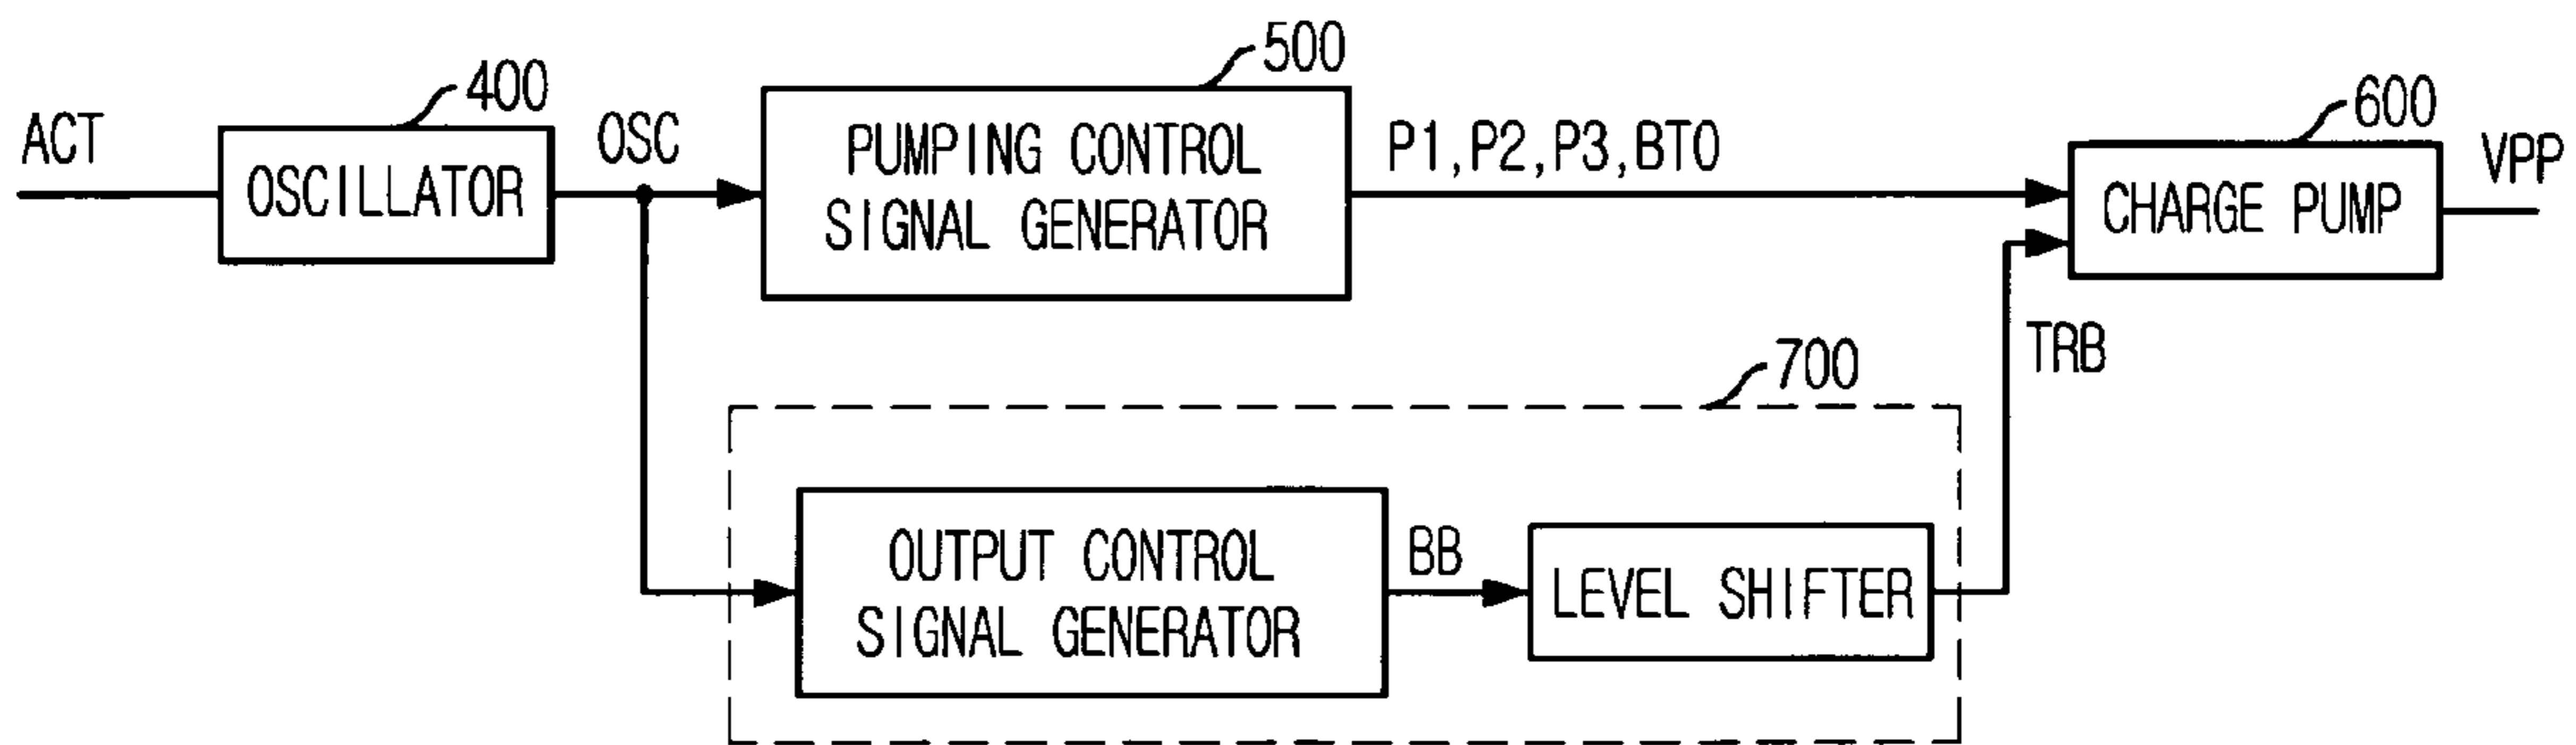 ACT
400
OSCILLATOR
OSC
500
PUMPING CONTROL
SIGNAL GENERATOR
P1,P2,P3,BT0
600
CHARGE PUMP
VPP
TRB
700
OUTPUT CONTROL
SIGNAL GENERATOR
BB
LEVEL SHIFTER